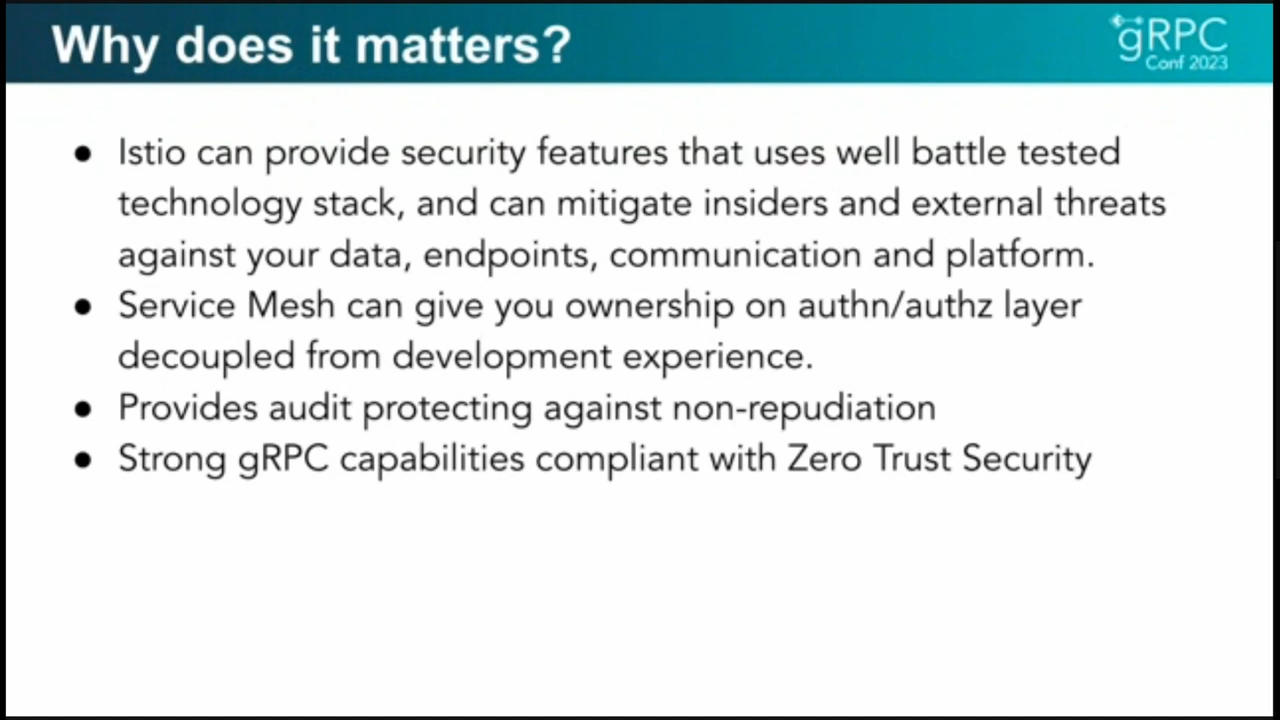 Why does it matters?
gRPC
Conf 2023
● Istio can provide security features that uses well battle tested
technology stack, and can mitigate insiders and external threats
against your data, endpoints, communication and platform.
● Service Mesh can give you ownership on authn/authz layer
decoupled from development experience.
● Provides audit protecting against non-repudiation
● Strong gRPC capabilities compliant with Zero Trust Security